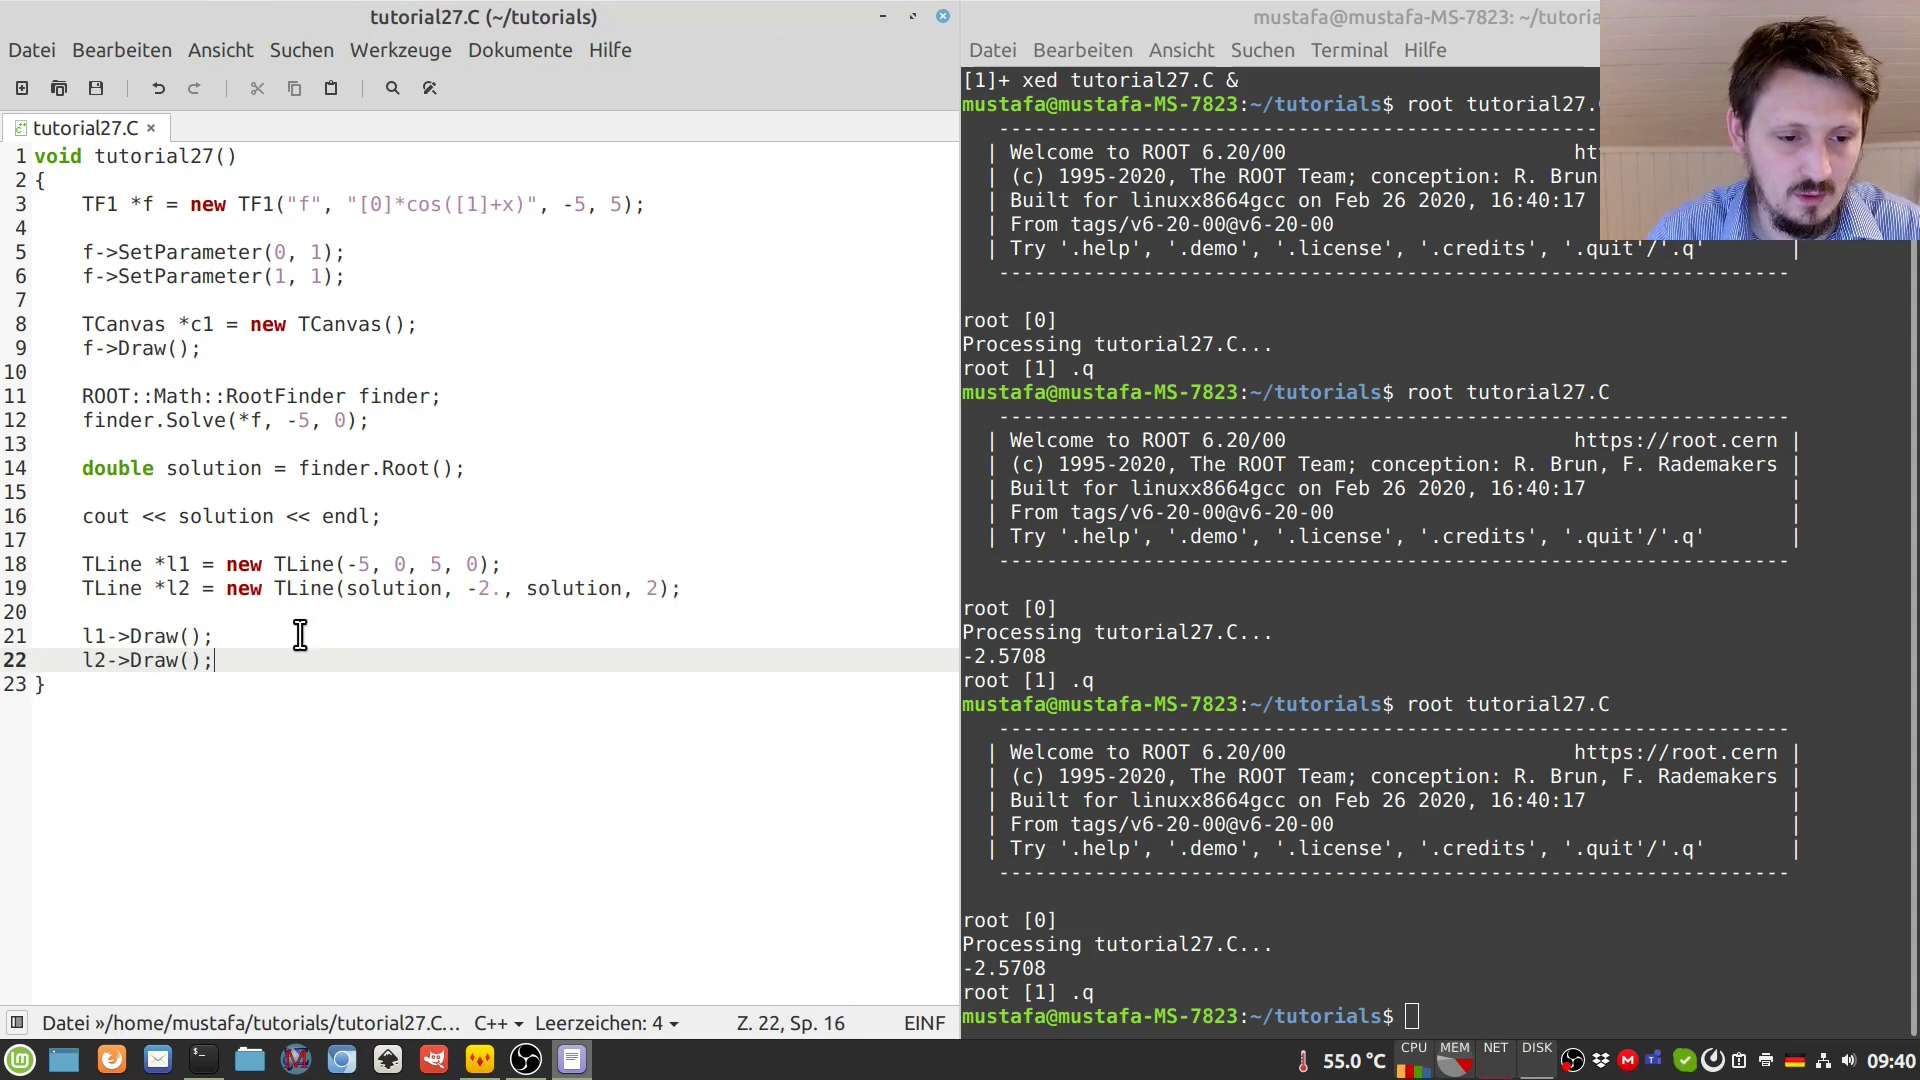 tutorial27.C (~/tutorials)
Datei Bearbeiten Ansicht Suchen Werkzeuge Dokumente Hilfe
tutorial27.C ×
1 void tutorial27()
2 {
3 TF1 *f = new TF1("f", "[0]*cos([1]+x)", -5, 5);
4
5 f->SetParameter(0, 1);
6 f->SetParameter(1, 1);
7
8 TCanvas *c1 = new TCanvas();
9 f->Draw();
10
11 ROOT::Math::RootFinder finder;
12 finder.Solve(*f, -5, 0);
13
14 double solution = finder.Root();
15
16 cout << solution << endl;
17
18 TLine *l1 = new TLine(-5, 0, 5, 0);
19 TLine *l2 = new TLine(solution, -2., solution, 2);
20
21 l1->Draw();
22 l2->Draw();
23 }
Datei »/home/mustafa/tutorials/tutorial27.C... C++ Leerzeichen: 4 Z. 22, Sp. 16 EINF
mustafa@mustafa-MS-7823: ~/tutoria
Datei Bearbeiten Ansicht Suchen Terminal Hilfe
[1]+ xed tutorial27.C &
mustafa@mustafa-MS-7823:~/tutorials$ root tutorial27.
------------------------------------------------------------------
| Welcome to ROOT 6.20/00 ht
| (c) 1995-2020, The ROOT Team; conception: R. Brun
| Built for linuxx8664gcc on Feb 26 2020, 16:40:17
| From tags/v6-20-00@v6-20-00
| Try '.help', '.demo', '.license', '.credits', '.quit'/'.q' |
------------------------------------------------------------------
root [0]
Processing tutorial27.C...
root [1] .q
mustafa@mustafa-MS-7823:~/tutorials$ root tutorial27.C
------------------------------------------------------------------
| Welcome to ROOT 6.20/00 https://root.cern |
| (c) 1995-2020, The ROOT Team; conception: R. Brun, F. Rademakers |
| Built for linuxx8664gcc on Feb 26 2020, 16:40:17 |
| From tags/v6-20-00@v6-20-00 |
| Try '.help', '.demo', '.license', '.credits', '.quit'/'.q' |
------------------------------------------------------------------
root [0]
Processing tutorial27.C...
-2.5708
root [1] .q
mustafa@mustafa-MS-7823:~/tutorials$ root tutorial27.C
------------------------------------------------------------------
| Welcome to ROOT 6.20/00 https://root.cern |
| (c) 1995-2020, The ROOT Team; conception: R. Brun, F. Rademakers |
| Built for linuxx8664gcc on Feb 26 2020, 16:40:17 |
| From tags/v6-20-00@v6-20-00 |
| Try '.help', '.demo', '.license', '.credits', '.quit'/'.q' |
------------------------------------------------------------------
root [0]
Processing tutorial27.C...
-2.5708
root [1] .q
mustafa@mustafa-MS-7823:~/tutorials$
55.0 °C CPU MEM NET DISK 09:40